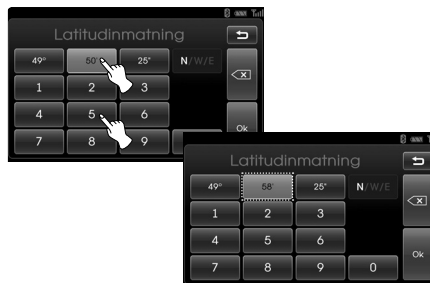 Latitudinmatning
49° 50' 25" N/W/E
1 2 3
4 5 6
Ok
7 8 9
Latitudinmatning
49° 58' 25" N/W/E
1 2 3
4 5 6
Ok
7 8 9 0